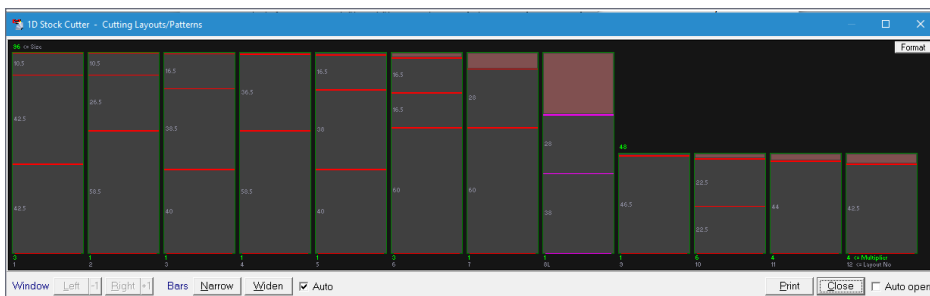 1D Stock Cutter - Cutting Layouts/Patterns
96 <= Size
Format
10.5 10.5 16.5 16.5 16.5
36.5 28
26.5 16.5
42.5 38.5 38
28 48
22.5
58.5 58.5 60 60
46.5 44 42.5
42.5 40 40 38
22.5
3 1 1 1 1 3 1 1 1 6 4 4 <= Multiplier
1 2 3 4 5 6 7 8L 9 10 11 12 <= Layout No
Window Left -1 Right +1 Bars Narrow Widen Auto Print Close Auto open